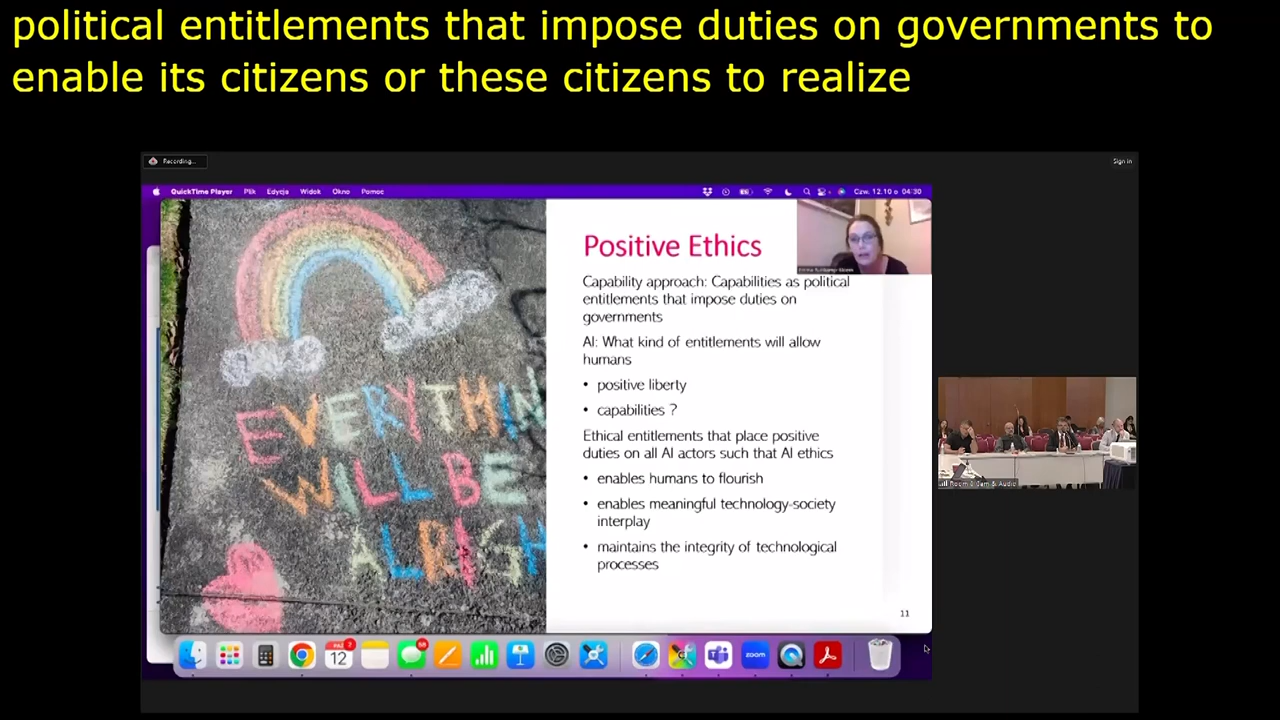 political entitlements that impose duties on governments to
enable its citizens or these citizens to realize
Recording...
Sign in
QuickTime Player Plik Edycja Widok Okno Pomoc
Czw. 12.10 o 04:30
Positive Ethics
Capability approach: Capabilities as political
entitlements that impose duties on
governments
AI: What kind of entitlements will allow
humans
• positive liberty
• capabilities ?
Ethical entitlements that place positive
duties on all AI actors such that AI ethics
• enables humans to flourish
• enables meaningful technology-society
interplay
• maintains the integrity of technological
processes
11
EVERYTHIN
WILL BE
ALRIGH
12
zoom